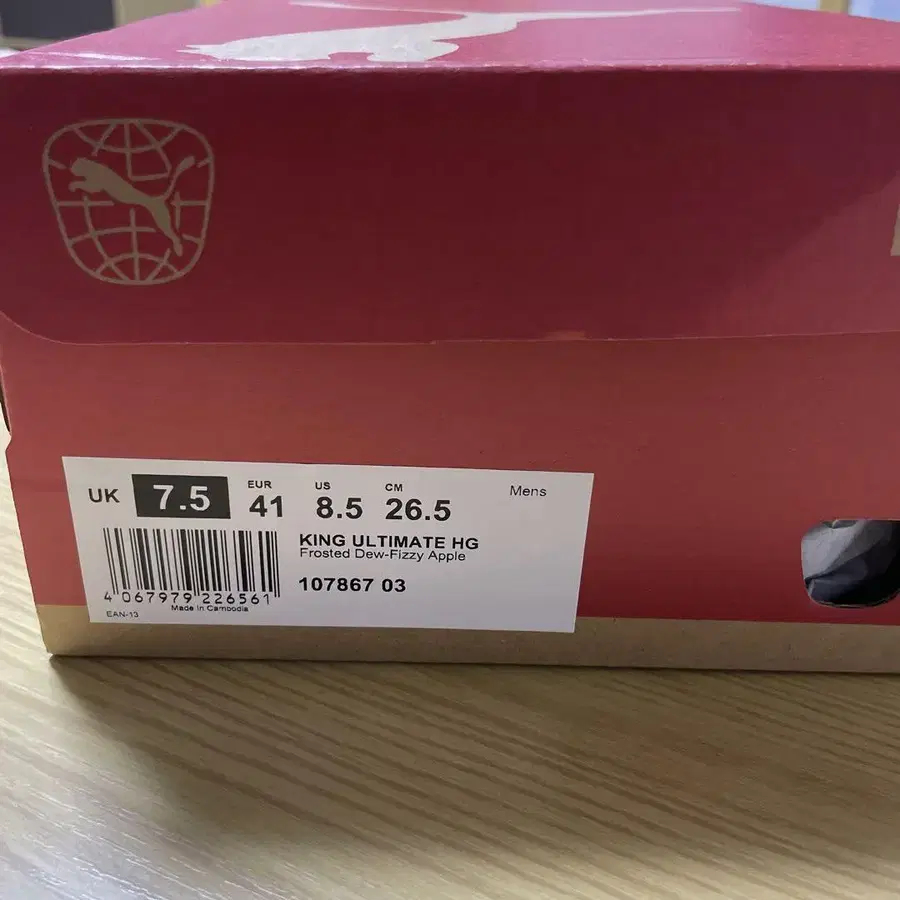 UK 7.5 EUR 41 US 8.5 CM 26.5 Mens
KING ULTIMATE HG
Frosted Dew-Fizzy Apple
107867 03
4 067979 226561
Made in Cambodia
EAN-13